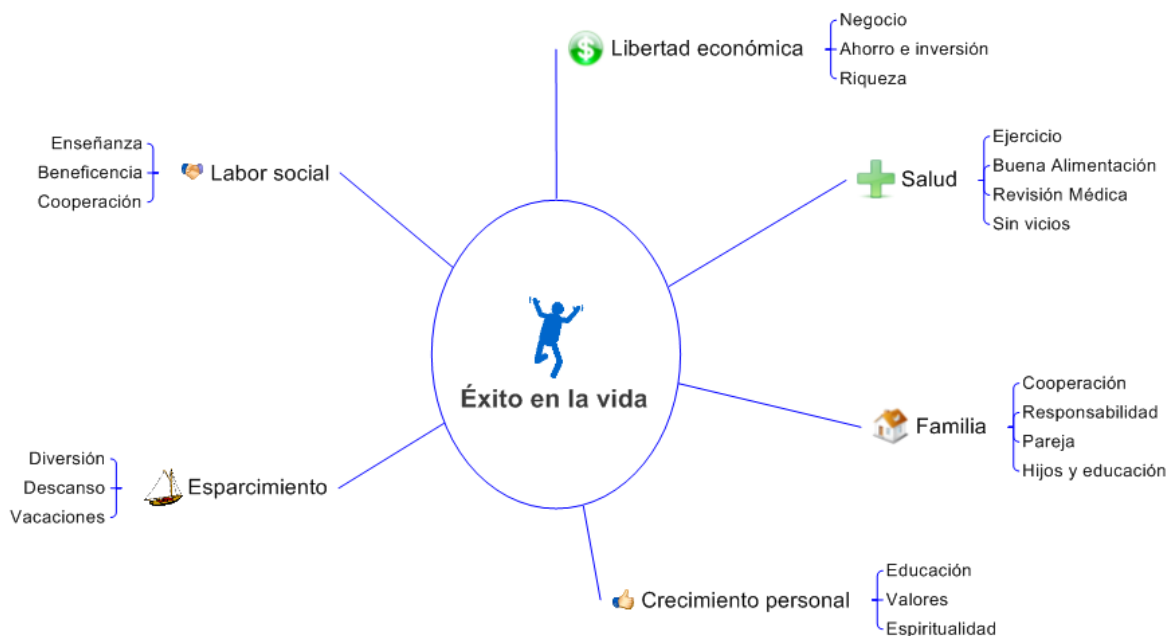 Negocio
Libertad económica
Ahorro e inversión
Riqueza
Ejercicio
Buena Alimentación
Salud
Revisión Médica
Sin vicios
Enseñanza
Beneficencia
Labor social
Cooperación
Éxito en la vida
Cooperación
Responsabilidad
Familia
Pareja
Hijos y educación
Diversión
Descanso
Esparcimiento
Vacaciones
Educación
Crecimiento personal
Valores
Espiritualidad